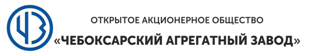 ОТКРЫТОЕ АКЦИОНЕРНОЕ ОБЩЕСТВО
«ЧЕБОКСАРСКИЙ АГРЕГАТНЫЙ ЗАВОД»